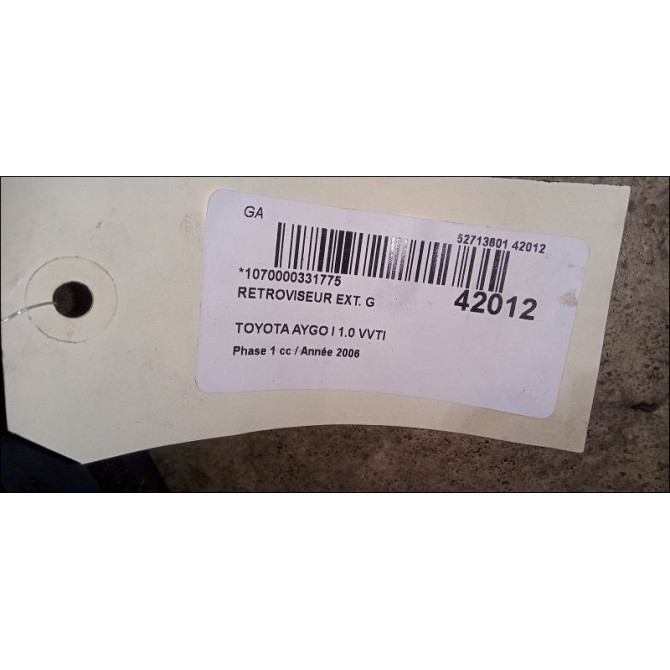 GA
52713601 42012
*1070000331775
RETROVISEUR EXT. G
42012
TOYOTA AYGO I 1.0 VVTI
Phase 1 cc / Année 2006